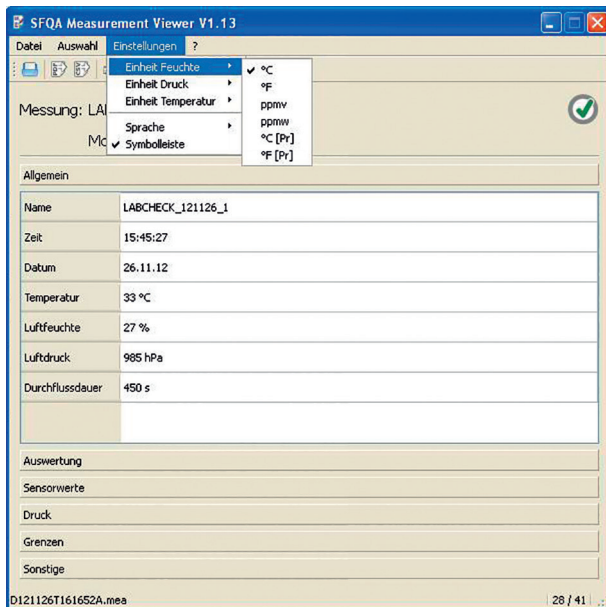 SFQA Measurement Viewer V1.13
Datei Auswahl Einstellungen ?
Einheit Feuchte
Einheit Druck
Einheit Temperatur
Sprache
Symbolleiste
°C
°F
ppmv
ppmw
°C [Pr]
°F [Pr]
Messung: LA
Mo
Allgemein
Name LABCHECK_121126_1
Zeit 15:45:27
Datum 26.11.12
Temperatur 33 °C
Luftfeuchte 27 %
Luftdruck 985 hPa
Durchflussdauer 450 s
Auswertung
Sensorwerte
Druck
Grenzen
Sonstige
D121126T161652A.mea 28 / 41